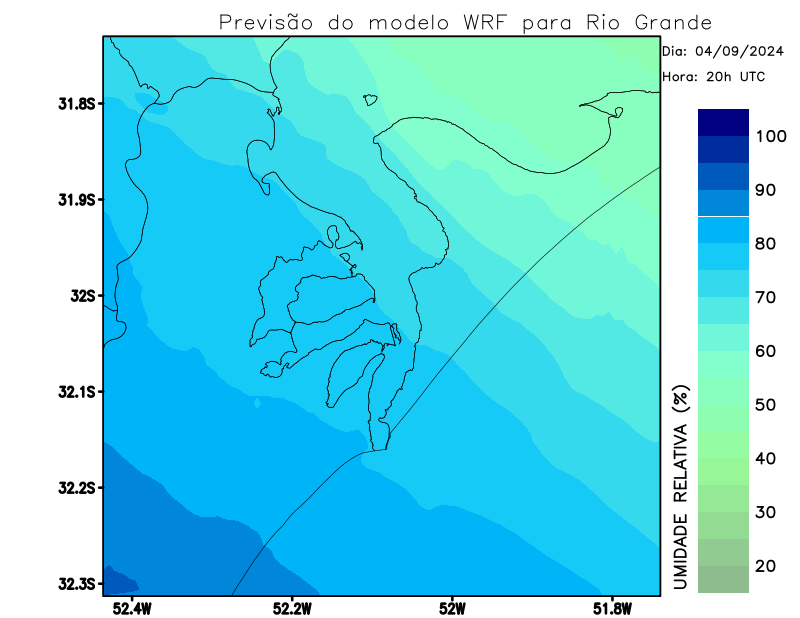 Previsão do modelo WRF para Rio Grande
Dia: 04/09/2024
Hora: 20h UTC
31.8S
31.9S
32S
32.1S
32.2S
32.3S
52.4W
52.2W
52W
51.8W
100
90
80
70
60
50
40
30
20
UMIDADE RELATIVA (%)